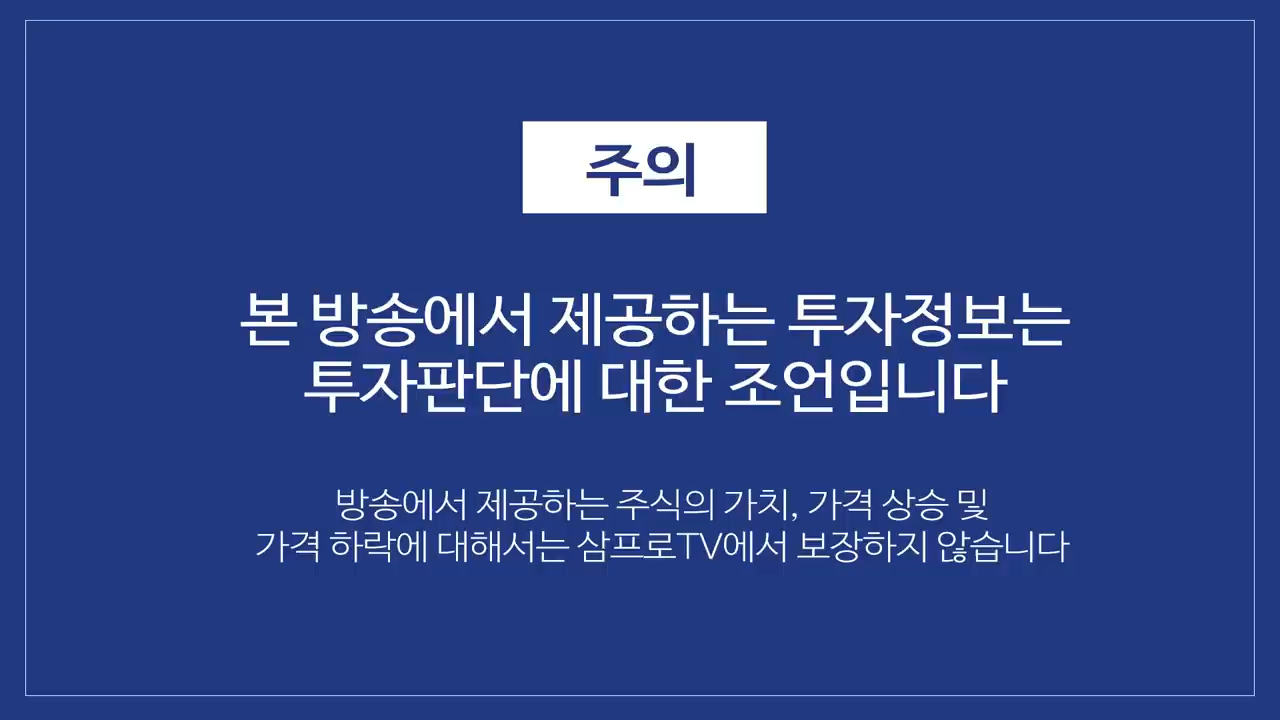 주의
본 방송에서 제공하는 투자정보는
투자판단에 대한 조언입니다
방송에서 제공하는 주식의 가치, 가격 상승 및
가격 하락에 대해서는 삼프로TV에서 보장하지 않습니다